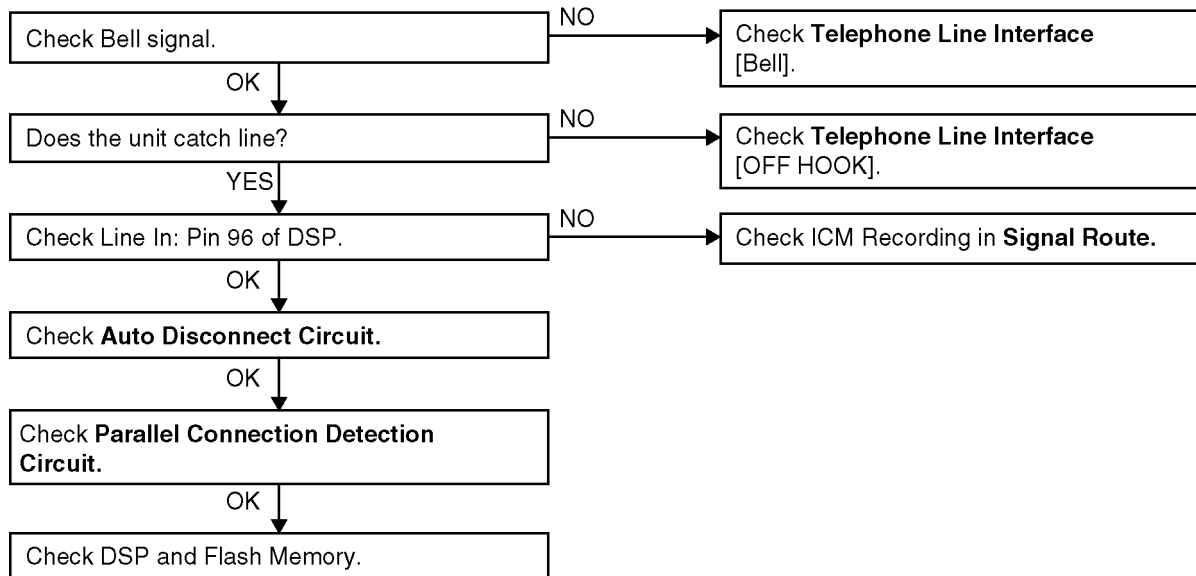 Check Bell signal.
NO
Check Telephone Line Interface
[Bell].
OK
Does the unit catch line?
NO
Check Telephone Line Interface
[OFF HOOK].
YES
Check Line In: Pin 96 of DSP.
NO
Check ICM Recording in Signal Route.
OK
Check Auto Disconnect Circuit.
OK
Check Parallel Connection Detection
Circuit.
OK
Check DSP and Flash Memory.